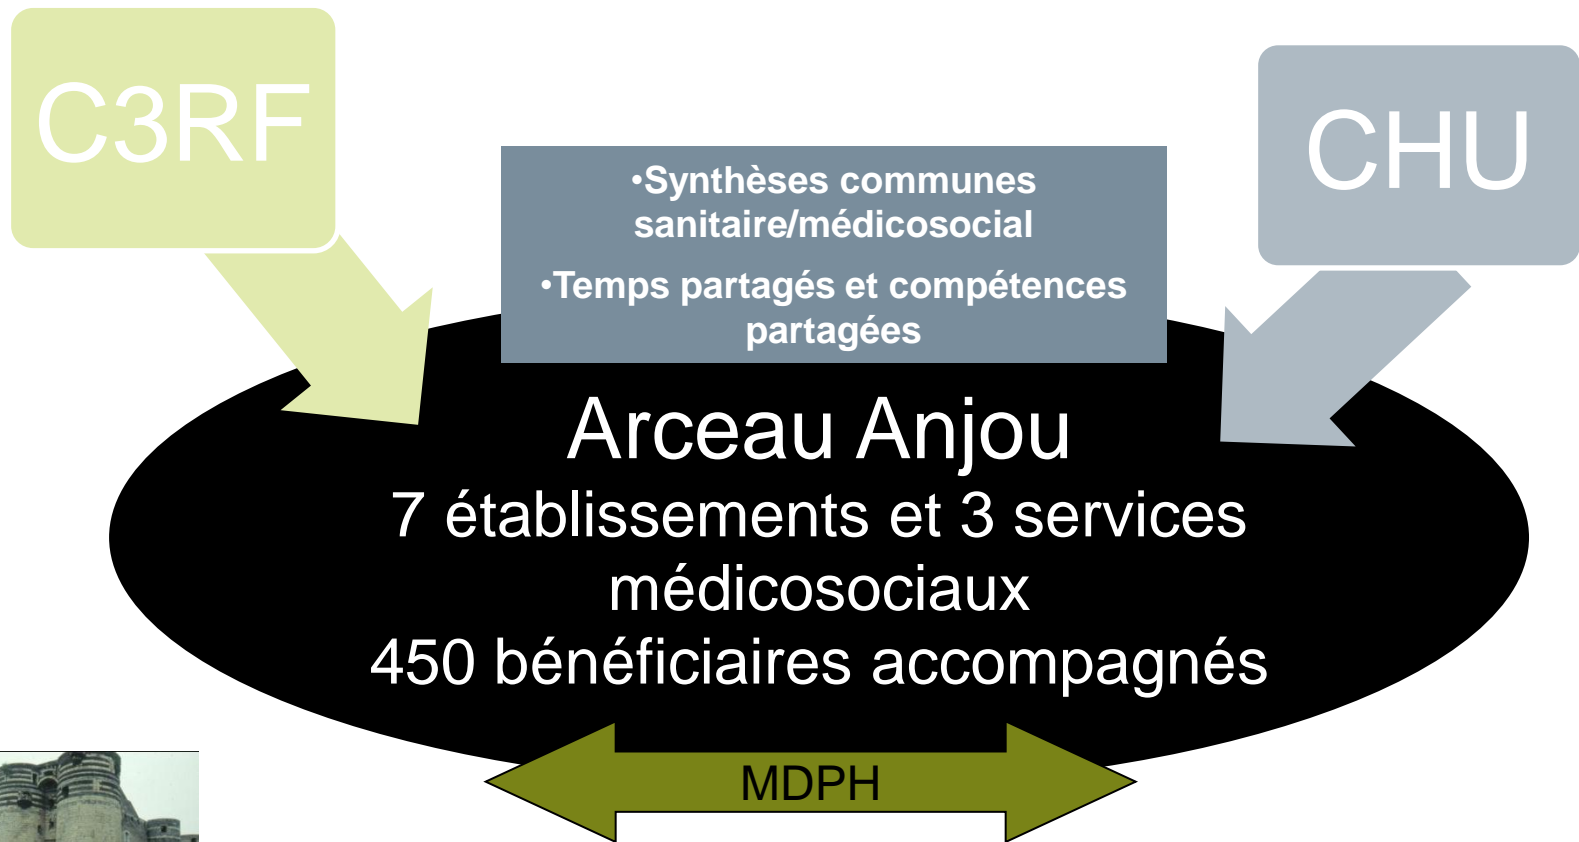 C3RF
CHU
•Synthèses communes
sanitaire/médicosocial
•Temps partagés et compétences
partagées
Arceau Anjou
7 établissements et 3 services
médicosociaux
450 bénéficiaires accompagnés
MDPH